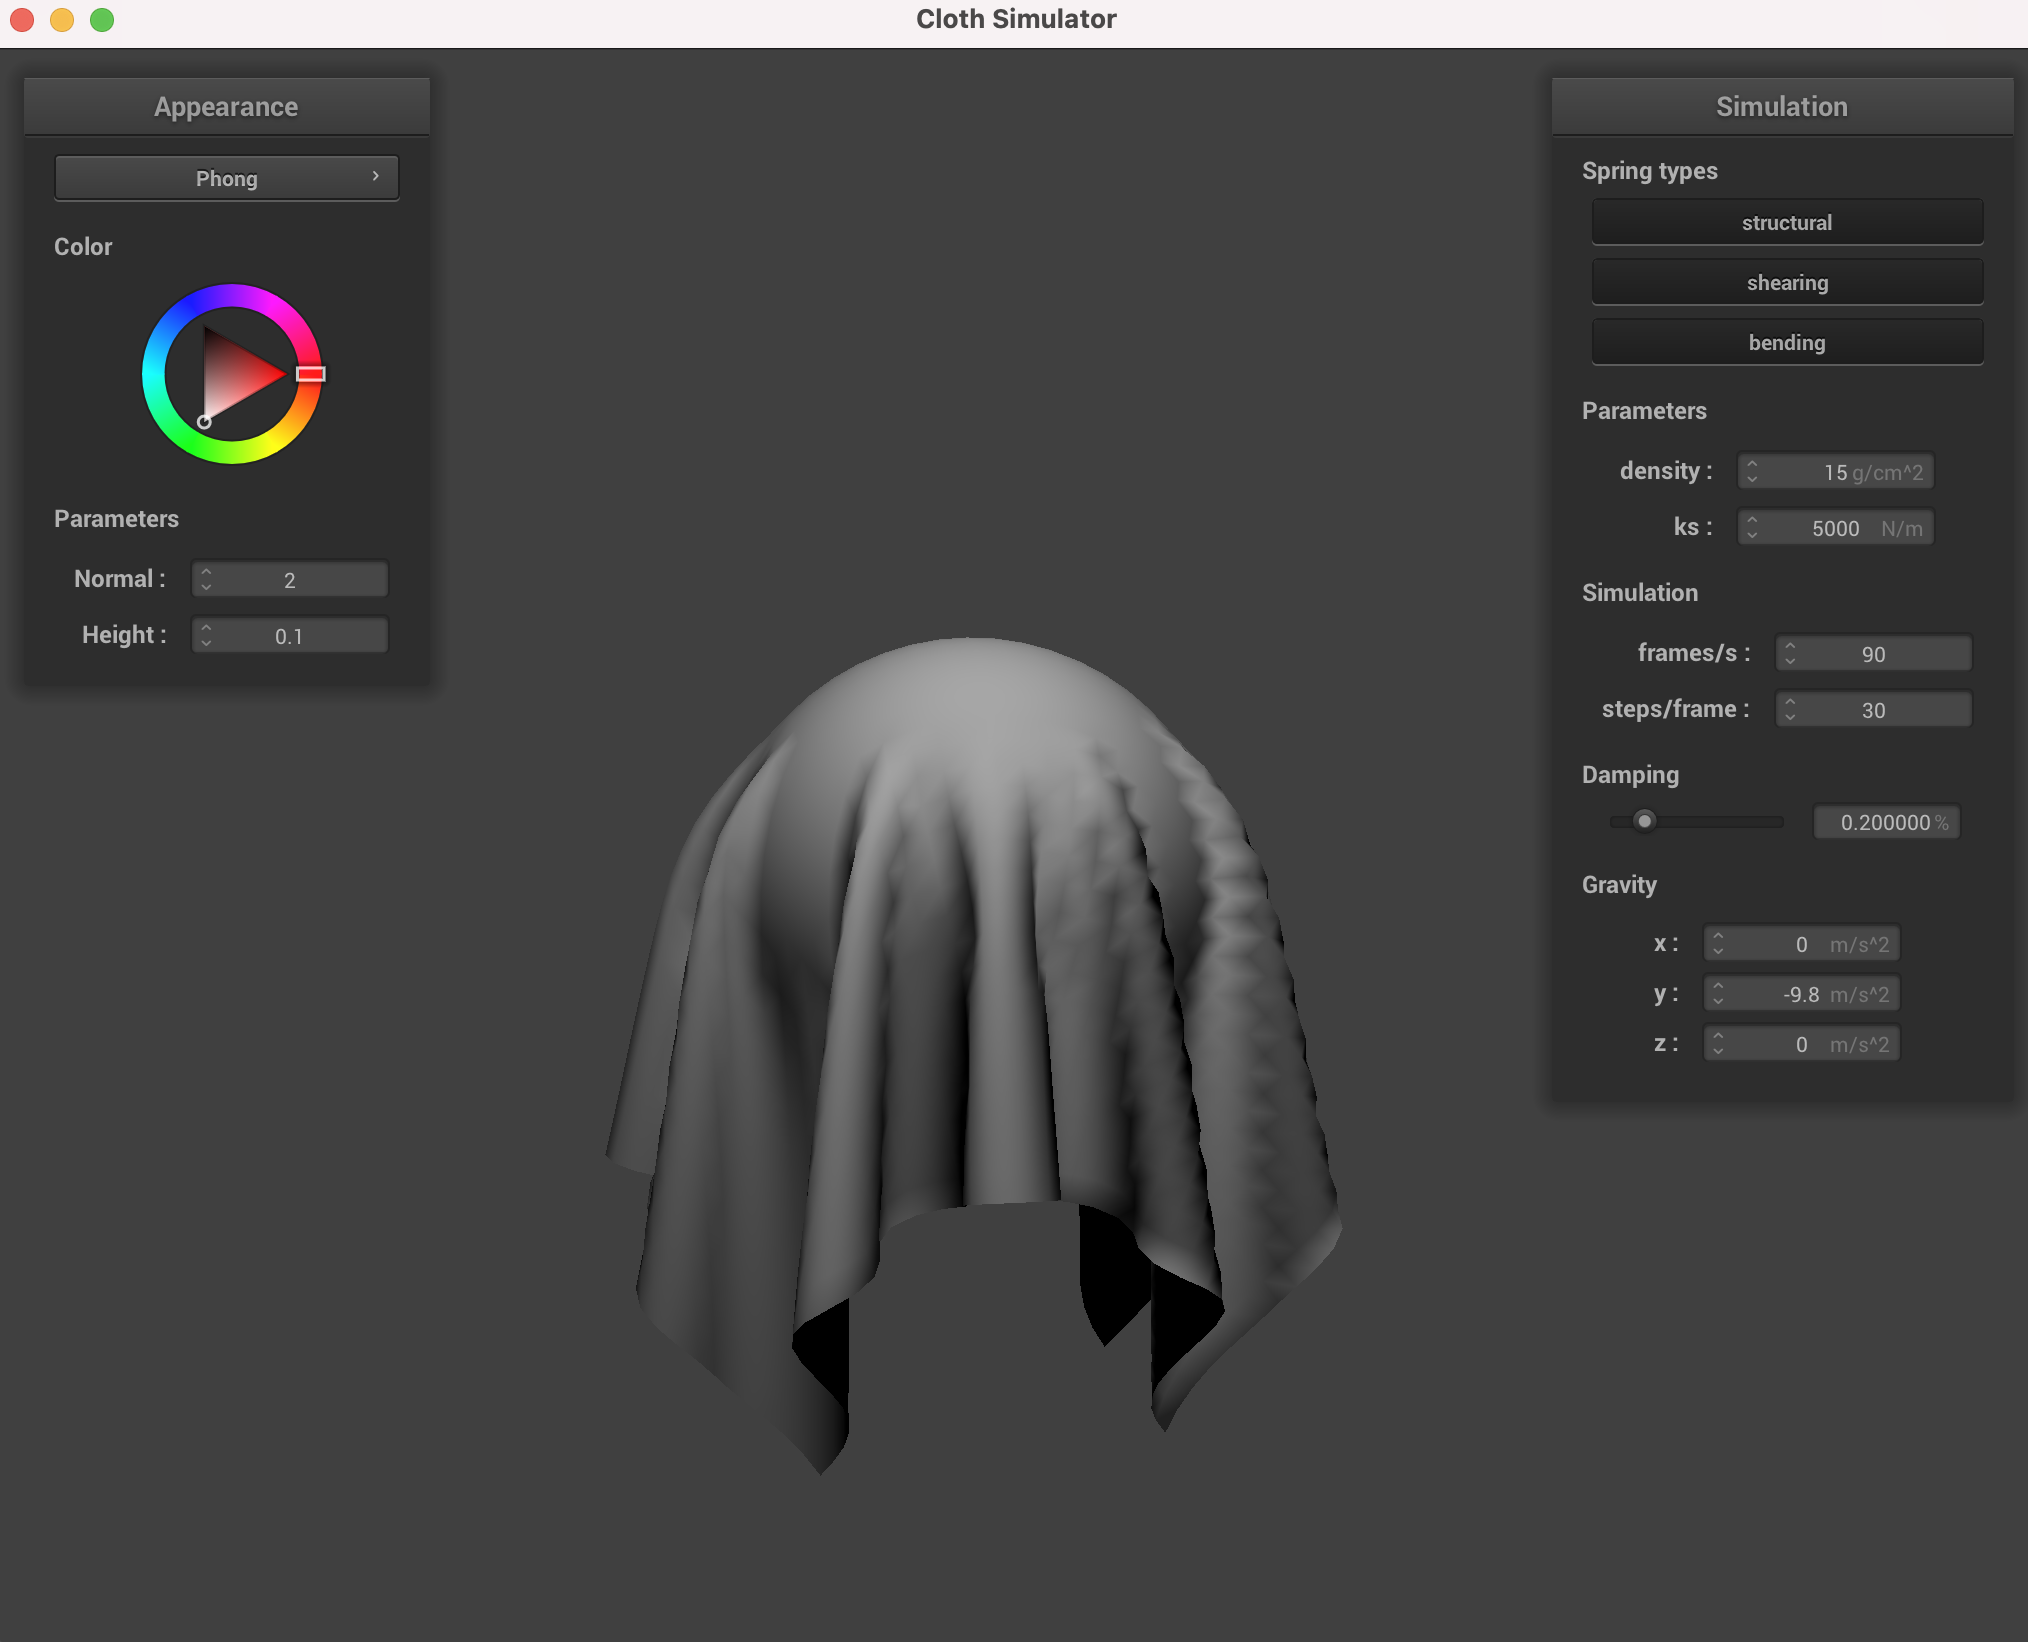 Cloth Simulator
Appearance
Phong
Color
Parameters
Normal : 2
Height : 0.1
Simulation
Spring types
structural
shearing
bending
Parameters
density : 15 g/cm^2
ks : 5000 N/m
Simulation
frames/s : 90
steps/frame : 30
Damping
0.200000 %
Gravity
x : 0 m/s^2
y : -9.8 m/s^2
z : 0 m/s^2